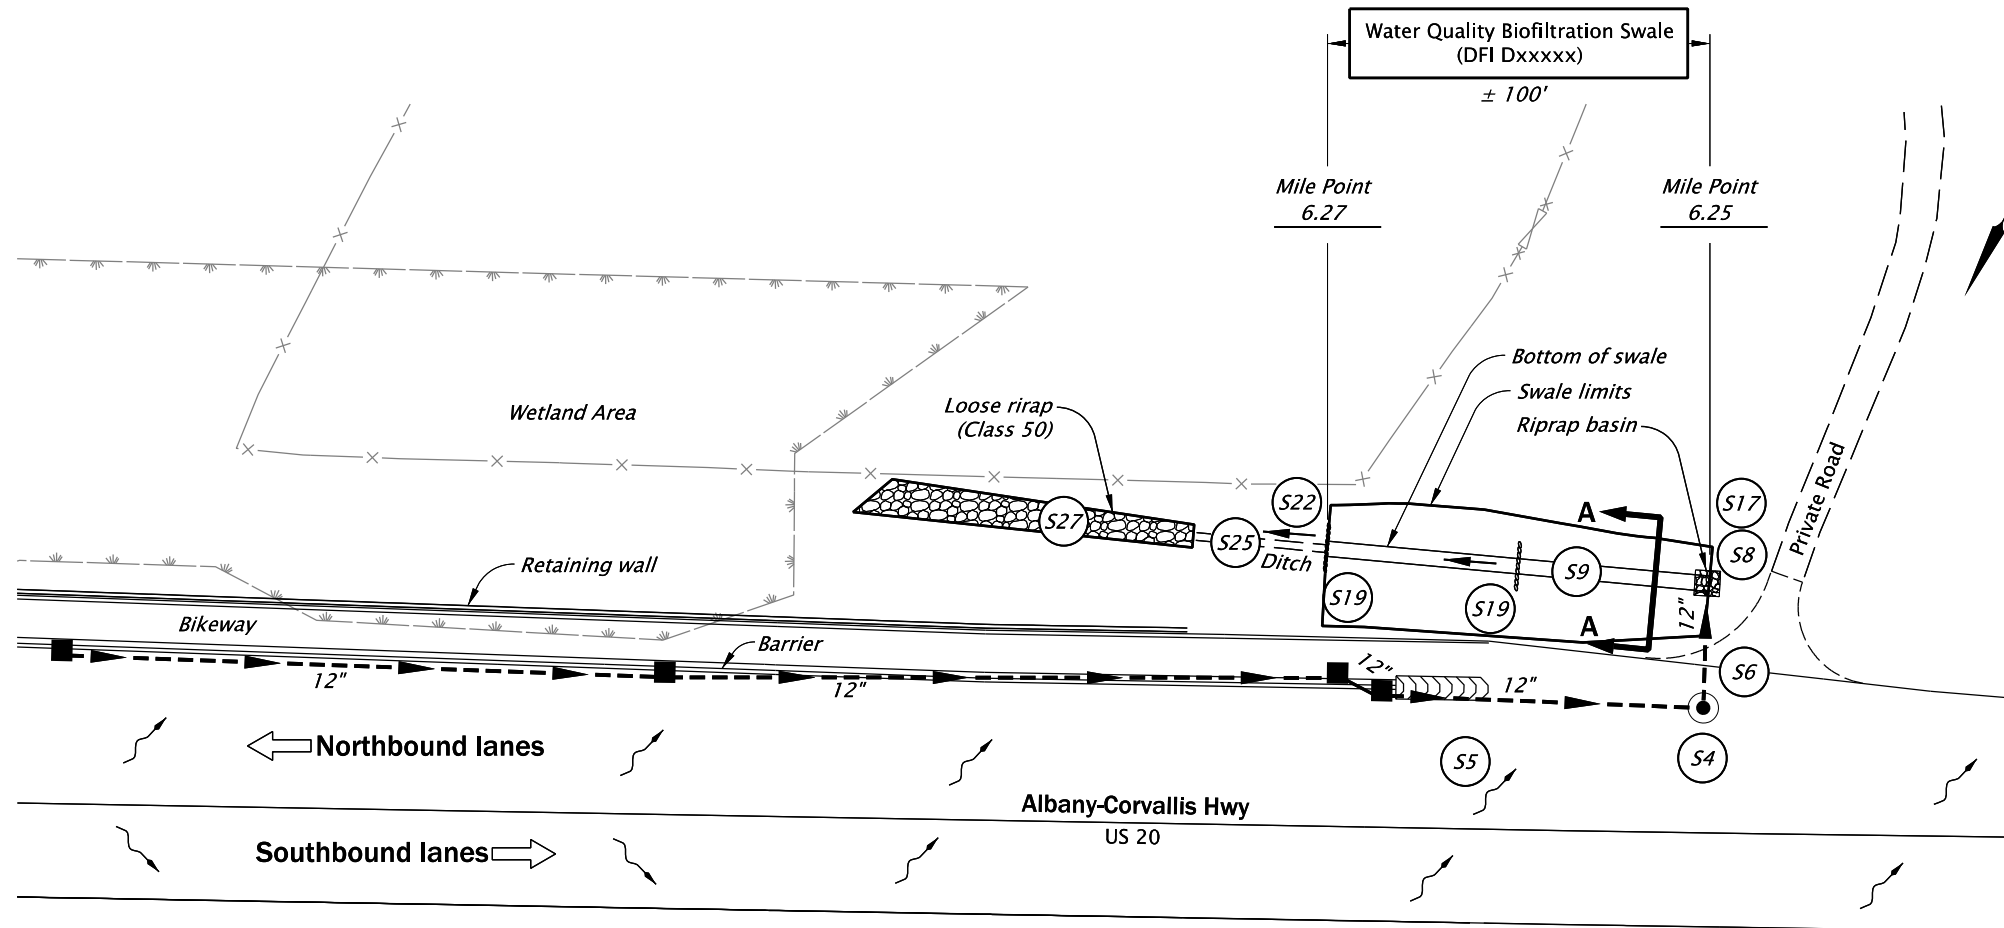 Water Quality Biofiltration Swale
(DFI Dxxxxx)
± 100'
Mile Point
6.27
Mile Point
6.25
Bottom of swale
Swale limits
Riprap basin
Loose rirap
(Class 50)
Wetland Area
Private Road
S22
S17
A
S27
S25
Ditch
S8
S9
Retaining wall
S19
S19
12"
A
Bikeway
Barrier
12"
12"
12"
12"
S6
Northbound lanes
S5
S4
Albany-Corvallis Hwy
US 20
Southbound lanes